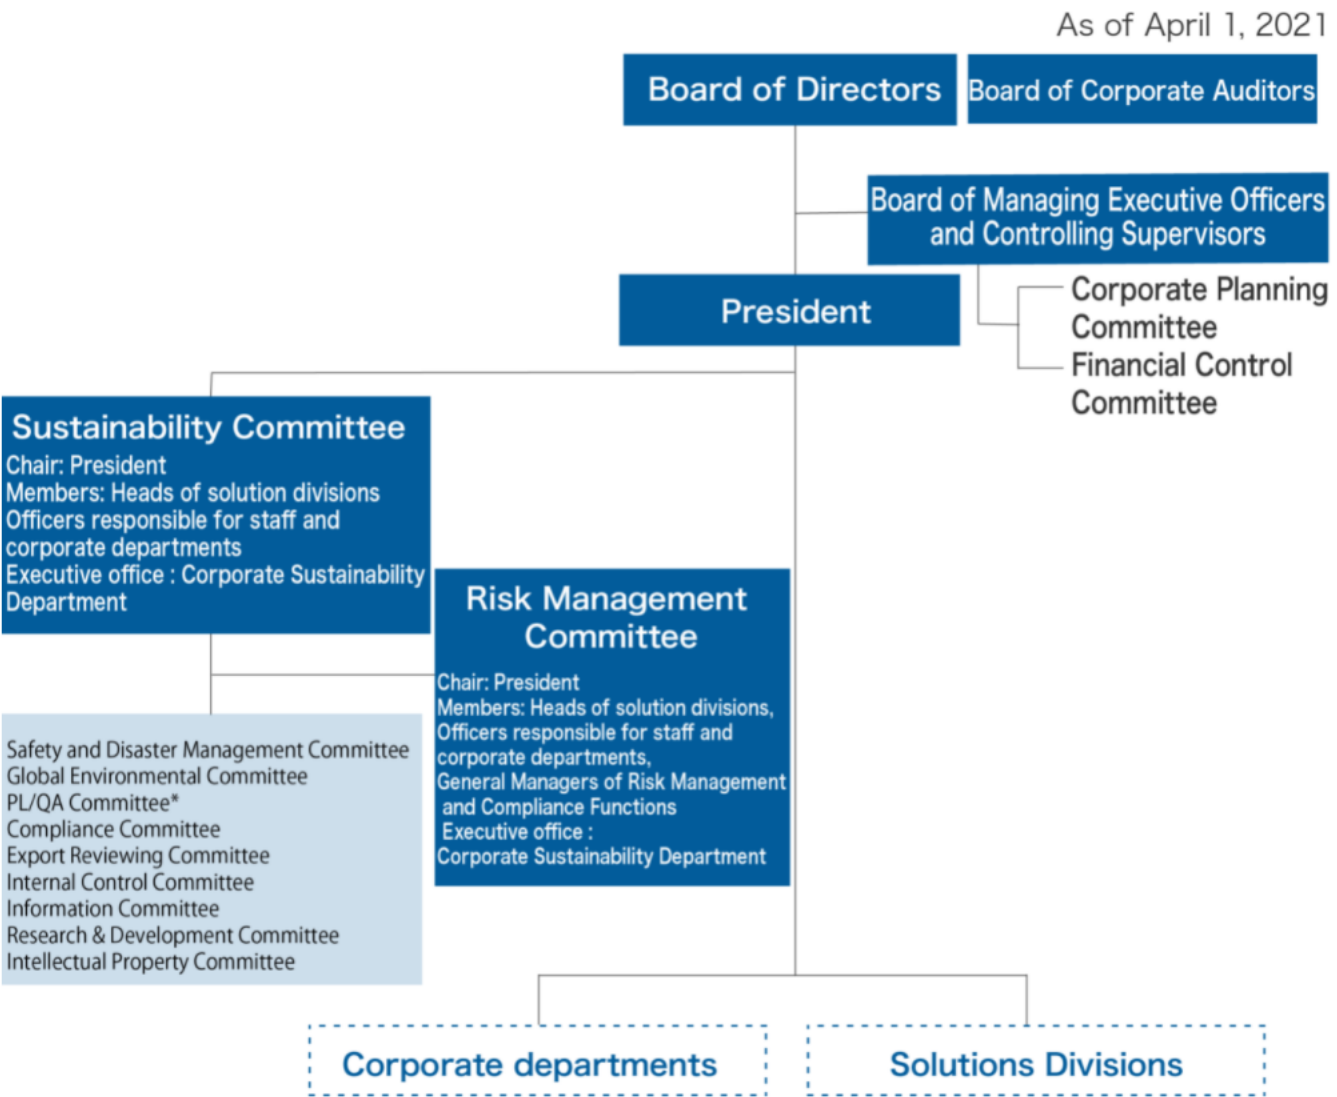 As of April 1, 2021
Board of Directors
Board of Corporate Auditors
Board of Managing Executive Officers
and Controlling Supervisors
President
Corporate Planning
Committee
Financial Control
Committee
Sustainability Committee
Chair: President
Members: Heads of solution divisions
Officers responsible for staff and
corporate departments
Executive office : Corporate Sustainability
Department
Risk Management
Committee
Chair: President
Members: Heads of solution divisions,
Officers responsible for staff and
corporate departments,
General Managers of Risk Management
and Compliance Functions
Executive office :
Corporate Sustainability Department
Safety and Disaster Management Committee
Global Environmental Committee
PL/QA Committee*
Compliance Committee
Export Reviewing Committee
Internal Control Committee
Information Committee
Research & Development Committee
Intellectual Property Committee
Corporate departments
Solutions Divisions